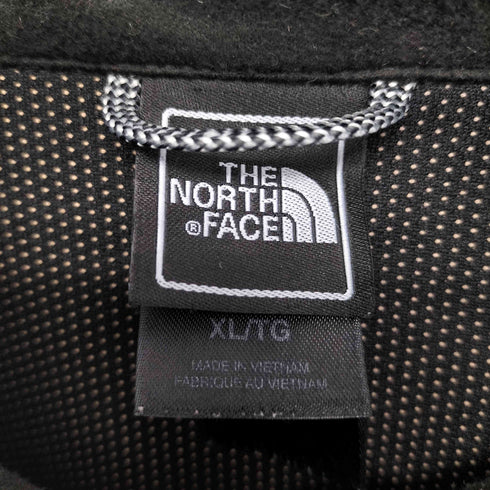 THE
NORTH
®FACE
XL/TG
MADE IN VIETNAM
FABRIQUÉ AU VIETNAM